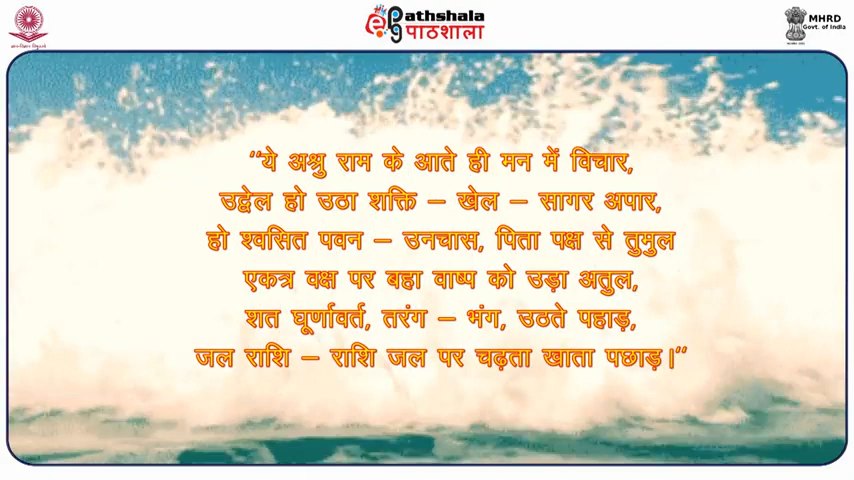 Pathshala
पाठशाला
MHRD
Govt. of India
“ये अश्रु राम के आते ही मन में विचार,
उद्वेल हो उठा शक्ति – खेल – सागर अपार,
हो श्वसित पवन – उनचास, पिता पक्ष से तुमुल
एकत्र वक्ष पर बहा वाष्प को उड़ा अतुल,
शत घूर्णावर्त, तरंग – भंग, उठते पहाड़,
जल राशि – राशि जल पर चढ़ता खाता पछाड़।“